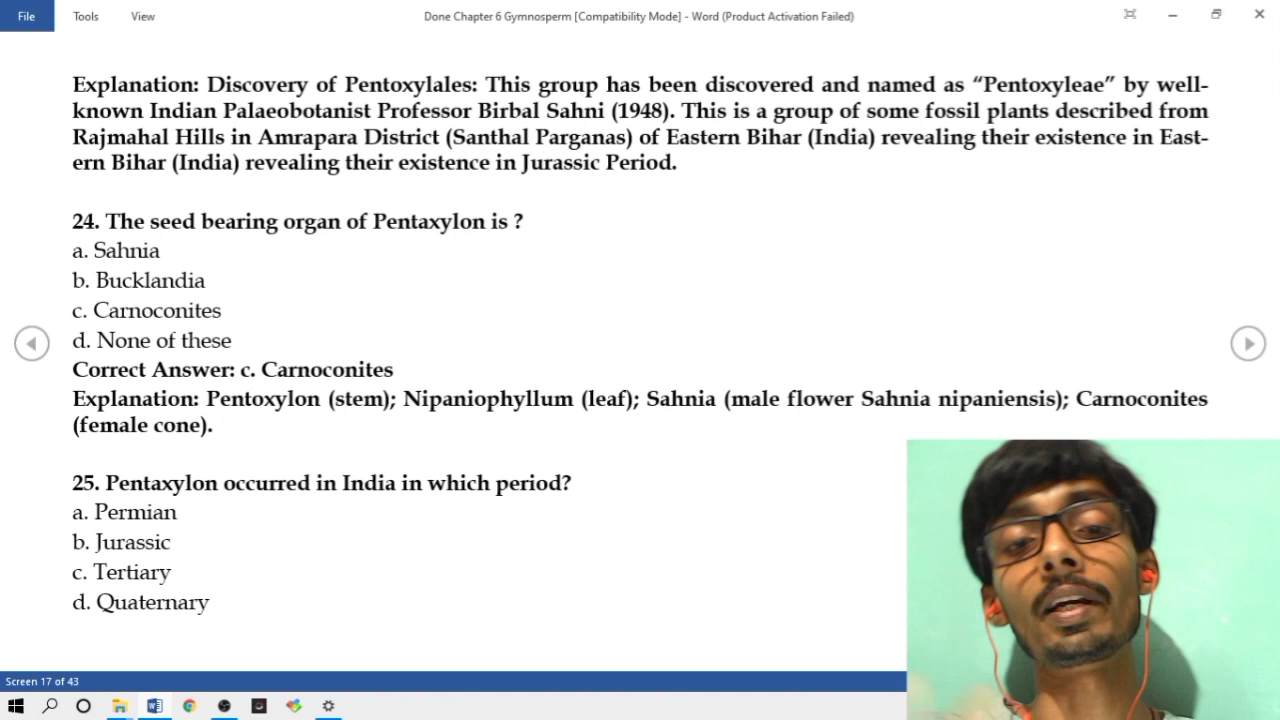 File Tools View Done Chapter 6 Gymnosperm [Compatibility Mode] - Word (Product Activation Failed)
Explanation: Discovery of Pentoxylales: This group has been discovered and named as “Pentoxyleae” by well-
known Indian Palaeobotanist Professor Birbal Sahni (1948). This is a group of some fossil plants described from
Rajmahal Hills in Amrapara District (Santhal Parganas) of Eastern Bihar (India) revealing their existence in East-
ern Bihar (India) revealing their existence in Jurassic Period.
24. The seed bearing organ of Pentaxylon is ?
a. Sahnia
b. Bucklandia
c. Carnoconites
d. None of these
Correct Answer: c. Carnoconites
Explanation: Pentoxylon (stem); Nipaniophyllum (leaf); Sahnia (male flower Sahnia nipaniensis); Carnoconites
(female cone).
25. Pentaxylon occurred in India in which period?
a. Permian
b. Jurassic
c. Tertiary
d. Quaternary
Screen 17 of 43